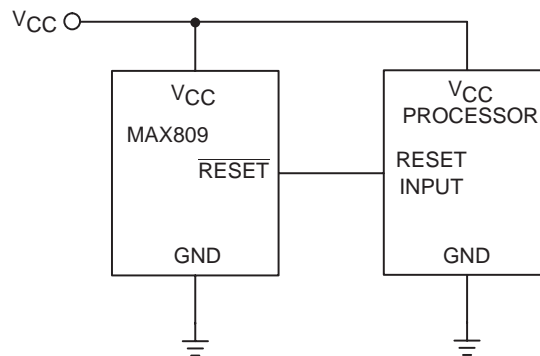 VCC
VCC
MAX809
RESET
GND
VCC
PROCESSOR
RESET
INPUT
GND